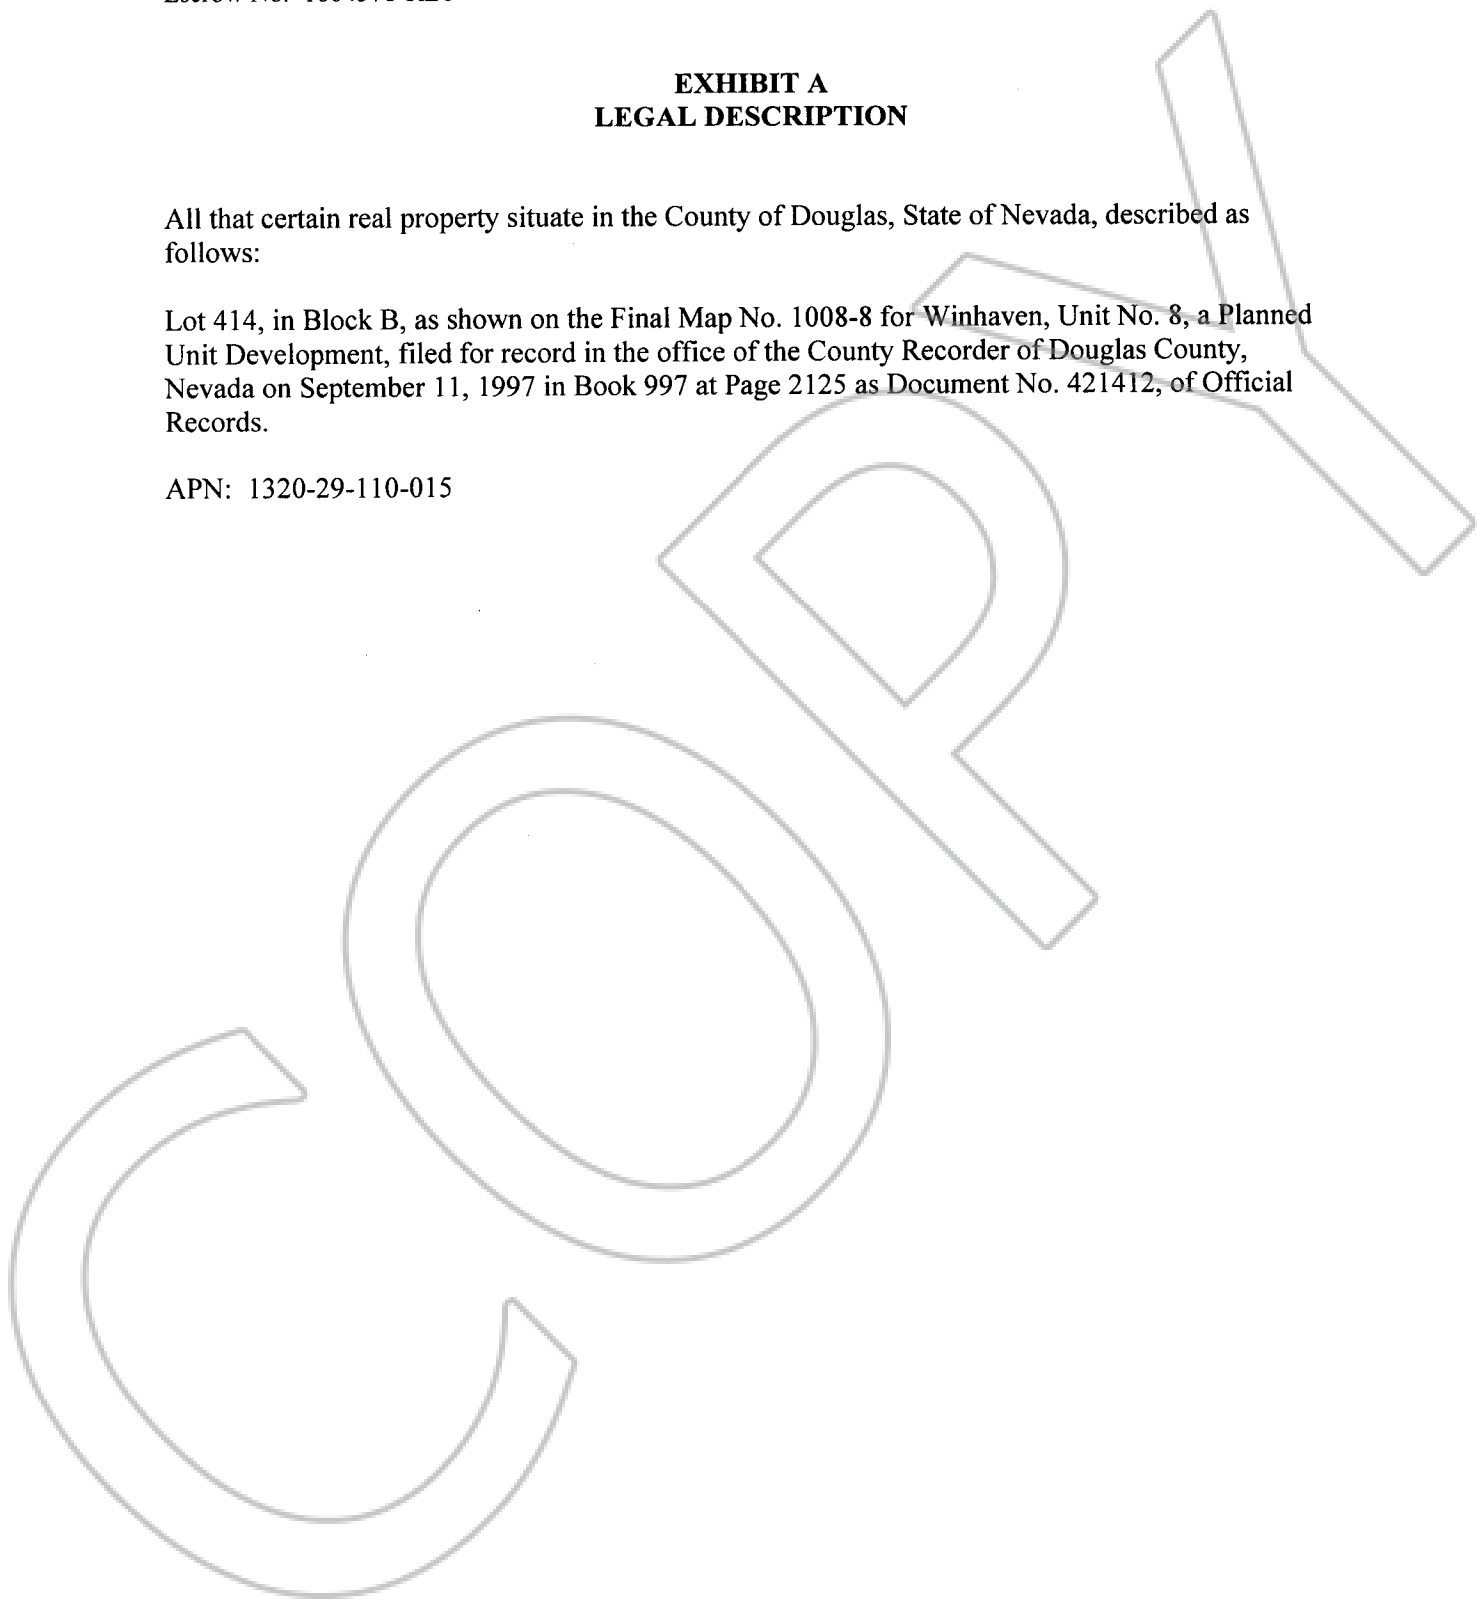 Escrow No.
EXHIBIT A
LEGAL DESCRIPTION
All that certain real property situate in the County of Douglas, State of Nevada, described as
follows:
Lot 414, in Block B, as shown on the Final Map No. 1008-8 for Winhaven, Unit No. 8, a Planned
Unit Development, filed for record in the office of the County Recorder of Douglas County,
Nevada on September 11, 1997 in Book 997 at Page 2125 as Document No. 421412, of Official
Records.
APN: 1320-29-110-015
COPY